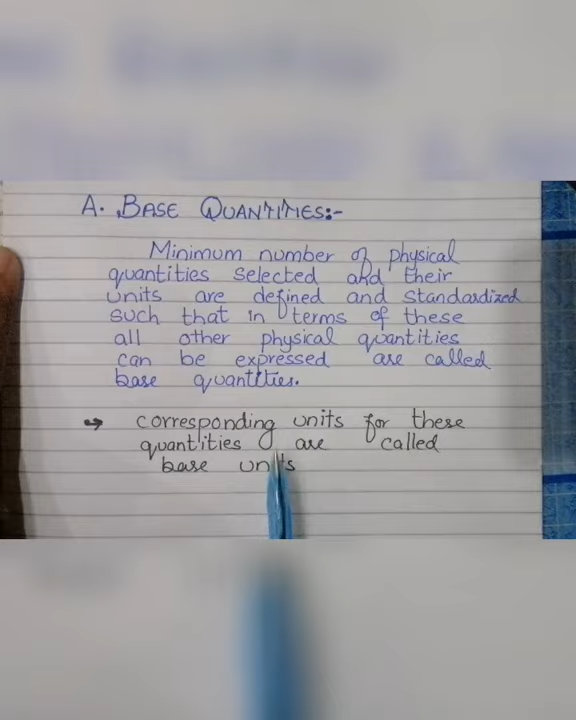 A. BASE QUANTITIES:-
Minimum number of physical
quantities selected and their
units are defined and standardized
such that in terms of these
all other physical quantities
can be expressed are called
base quantities.
→ corresponding units for these
quantities are called
base units